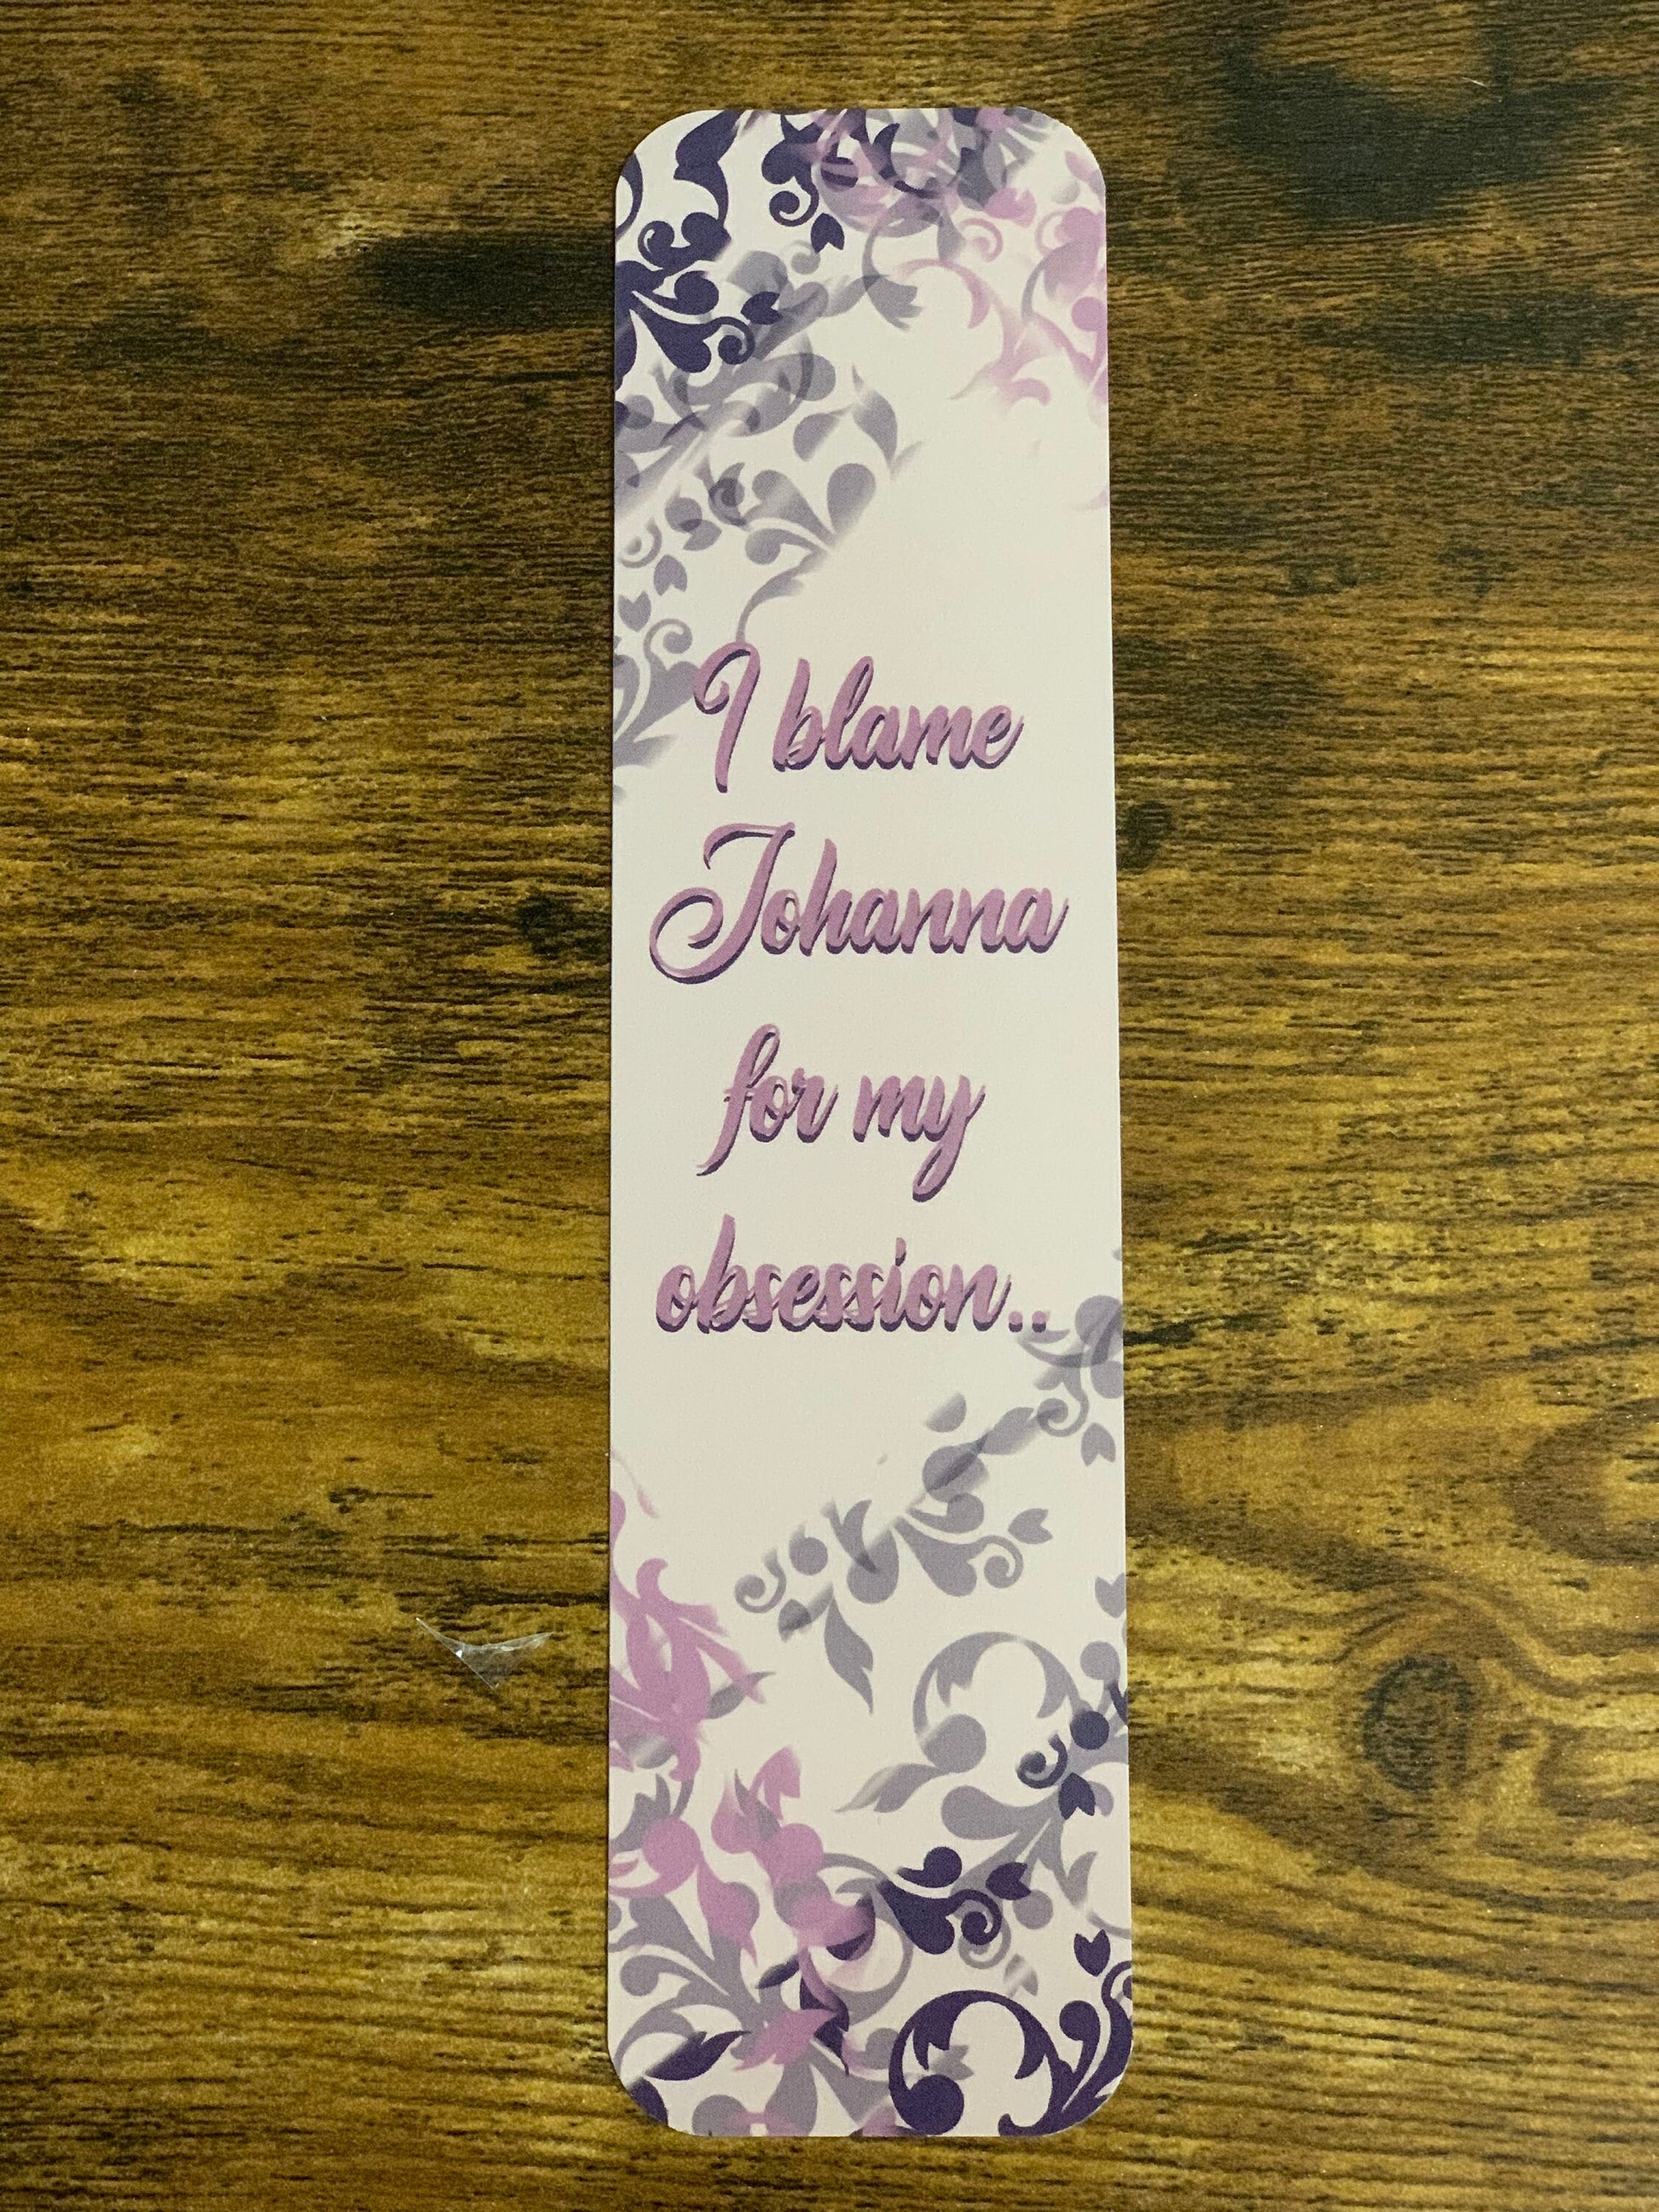 I blame
Johanna
for my
obsession..